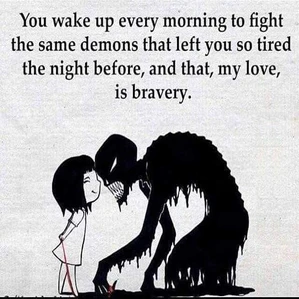 You wake up every morning to fight
the same demons that left you so tired
the night before, and that, my love,
is bravery.